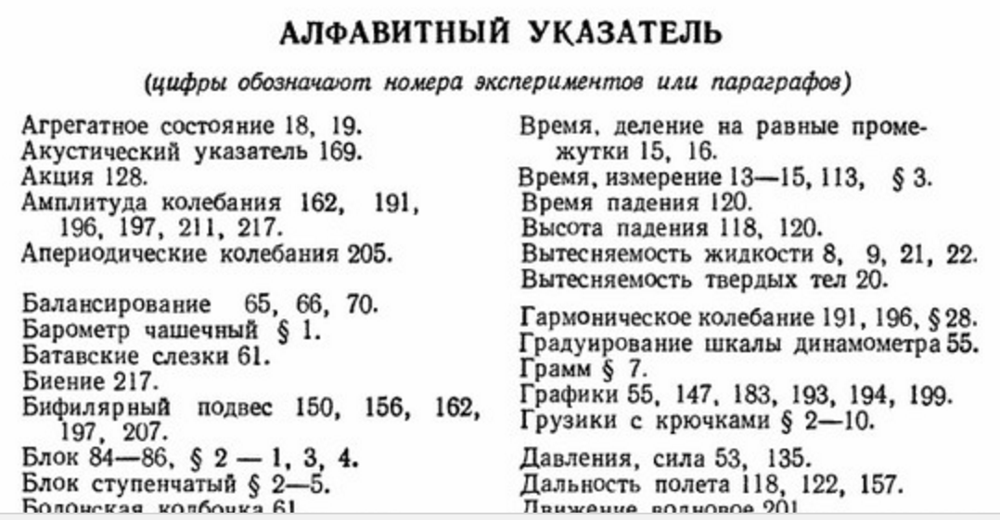 АЛФАВИТНЫЙ УКАЗАТЕЛЬ
(цифры обозначают номера экспериментов или параграфов)
Агрегатное состояние 18, 19.
Акустический указатель 169.
Акция 128.
Амплитуда колебания 162, 191,
196, 197, 211, 217.
Апериодические колебания 205.
Балансирование 65, 66, 70.
Барометр чашечный § 1.
Батавские слезки 61.
Биение 217.
Бифилярный подвес 150, 156, 162,
197, 207.
Блок 84—86, § 2 — 1, 3, 4.
Блок ступенчатый § 2—5.
Болонская колбочка 61
Время, деление на равные проме-
жутки 15, 16.
Время, измерение 13—15, 113, § 3.
Время падения 120.
Высота падения 118, 120.
Вытесняемость жидкости 8, 9, 21, 22.
Вытесняемость твердых тел 20.
Гармоническое колебание 191, 196, § 28.
Градуирование шкалы динамометра 55.
Грамм § 7.
Графики 55, 147, 183, 193, 194, 199.
Грузики с крючками § 2—10.
Давления, сила 53, 135.
Дальность полета 118, 122, 157.
Движение волновое 201